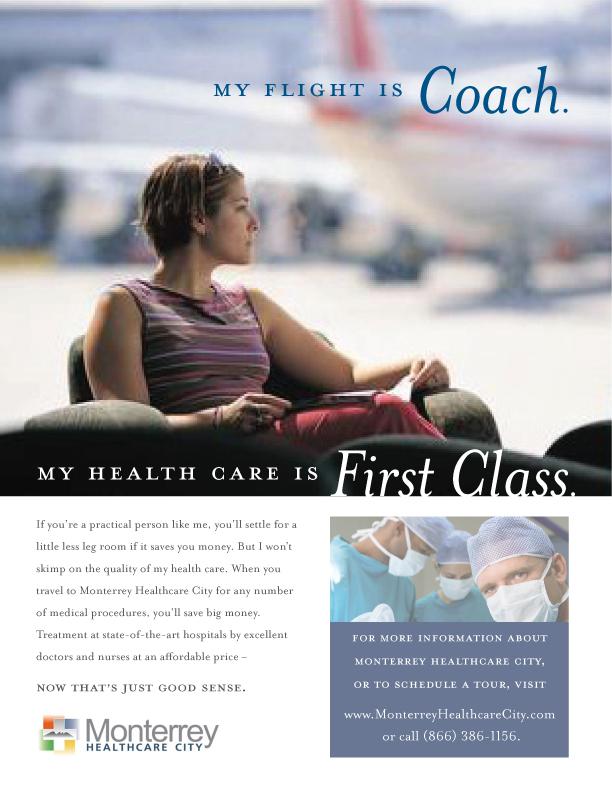 MY FLIGHT IS Coach.
MY HEALTH CARE IS First Class.
If you're a practical person like me, you'll settle for a
little less leg room if it saves you money. But I won't
skimp on the quality of my health care. When you
travel to Monterrey Healthcare City for any number
of medical procedures, you'll save big money.
Treatment at state-of-the-art hospitals by excellent
doctors and nurses at an affordable price –
NOW THAT'S JUST GOOD SENSE.
Monterrey
HEALTHCARE CITY
FOR MORE INFORMATION ABOUT
MONTERREY HEALTHCARE CITY,
OR TO SCHEDULE A TOUR, VISIT
www.MonterreyHealthcareCity.com
or call (866) 386-1156.